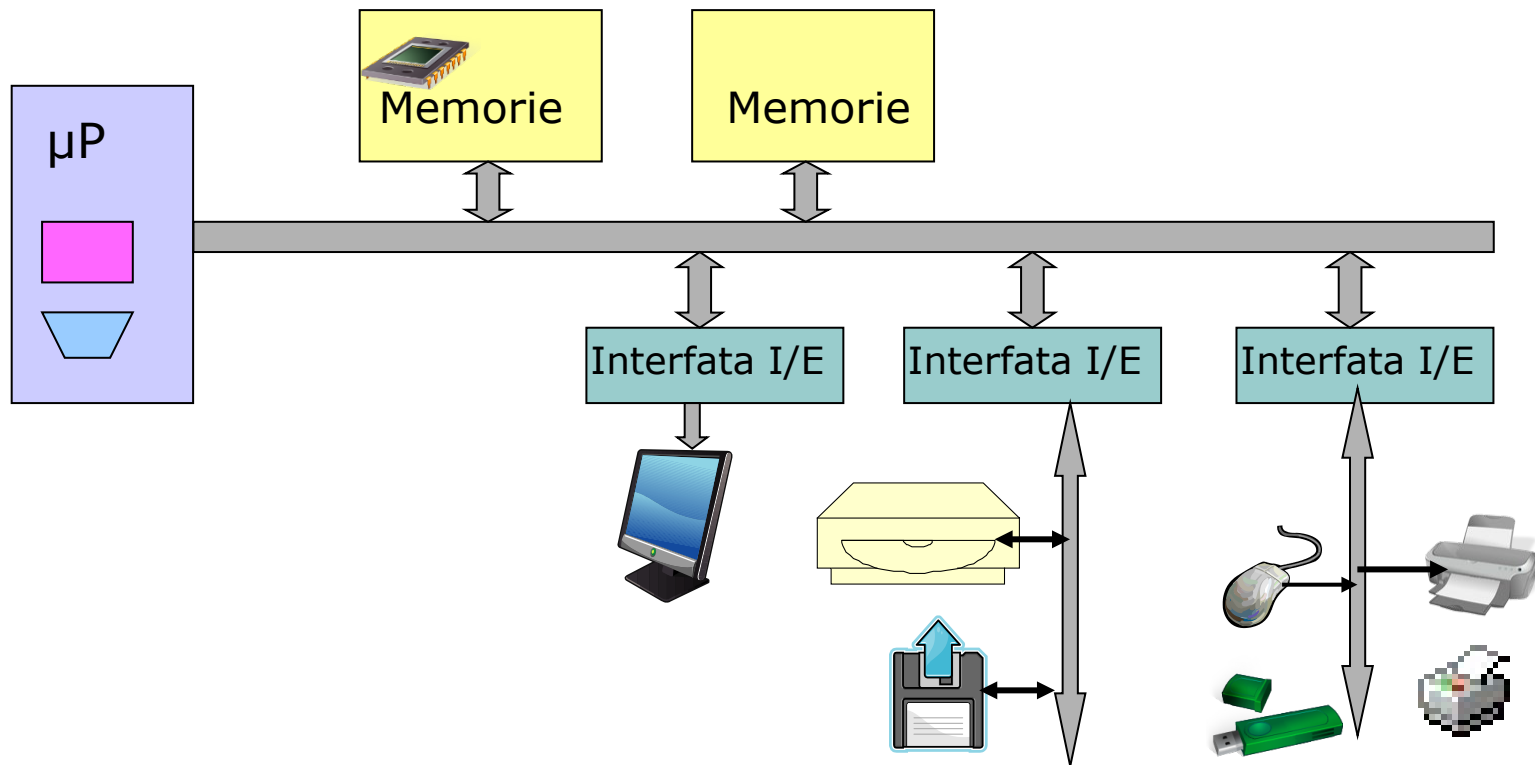 µP
Memorie
Memorie
Interfata I/E
Interfata I/E
Interfata I/E